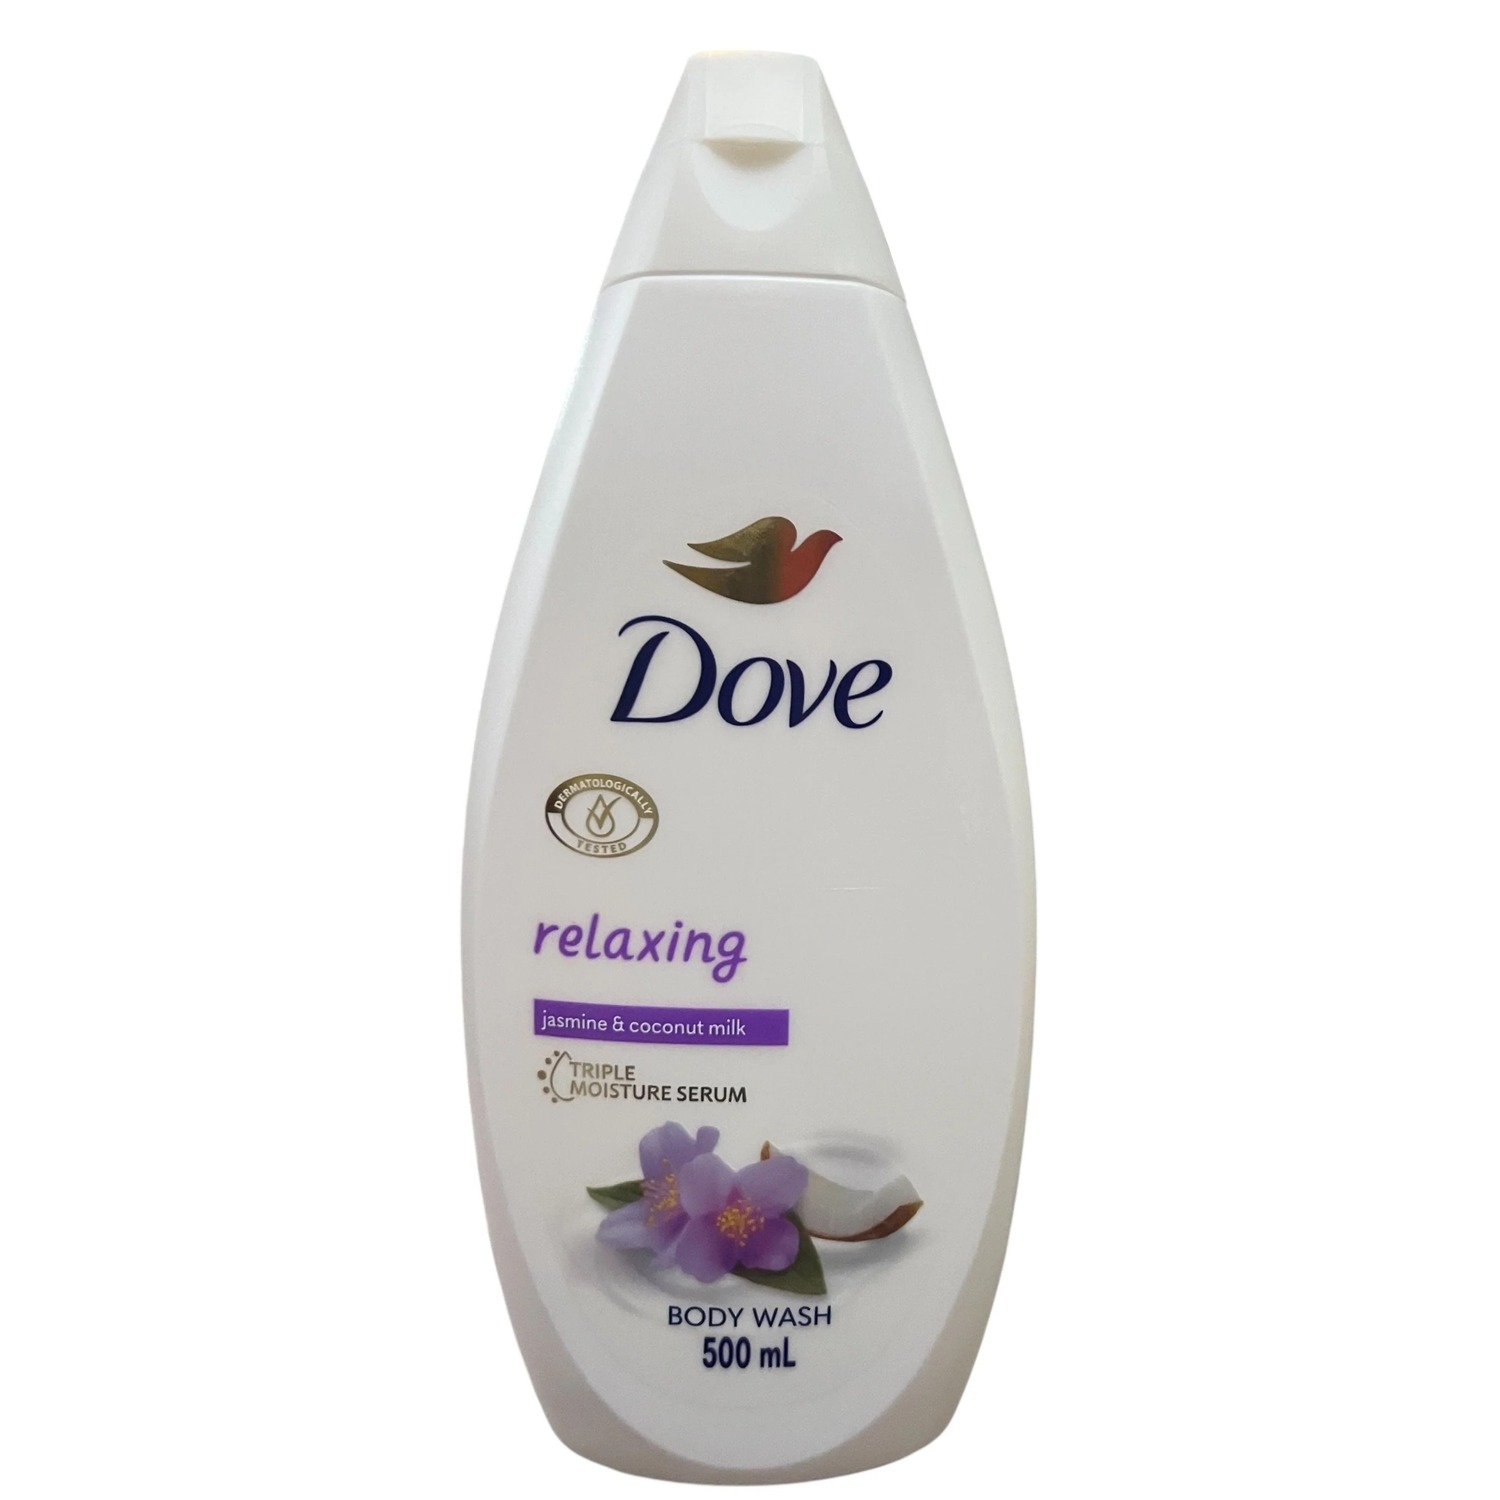 Dove
DERMATOLOGICALLY
TESTED
relaxing
jasmine & coconut milk
TRIPLE
MOISTURE SERUM
BODY WASH
500 mL